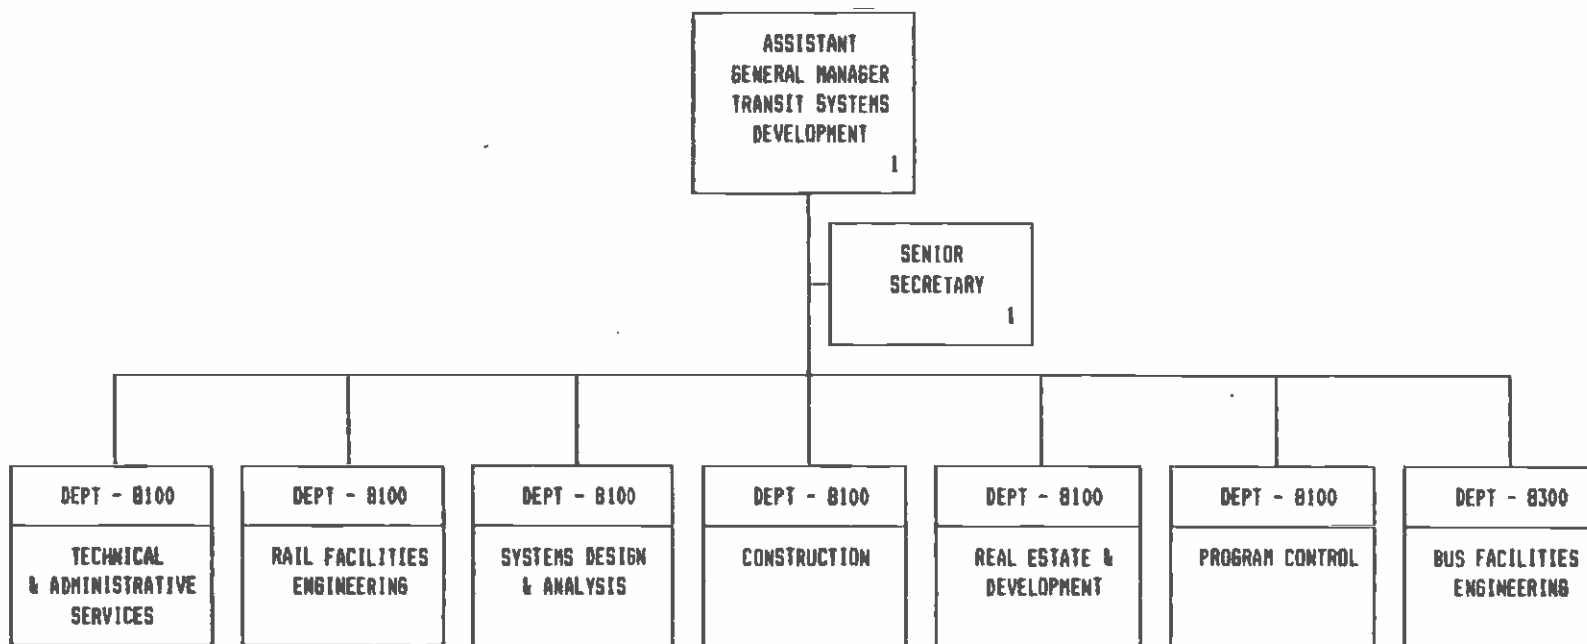 ASSISTANT
GENERAL MANAGER
TRANSIT SYSTEMS
DEVELOPMENT
1
SENIOR
SECRETARY
1
DEPT - 8100
TECHNICAL
& ADMINISTRATIVE
SERVICES
DEPT - 8100
RAIL FACILITIES
ENGINEERING
DEPT - 8100
SYSTEMS DESIGN
& ANALYSIS
DEPT - 8100
CONSTRUCTION
DEPT - 8100
REAL ESTATE &
DEVELOPMENT
DEPT - 8100
PROGRAM CONTROL
DEPT - 8300
BUS FACILITIES
ENGINEERING